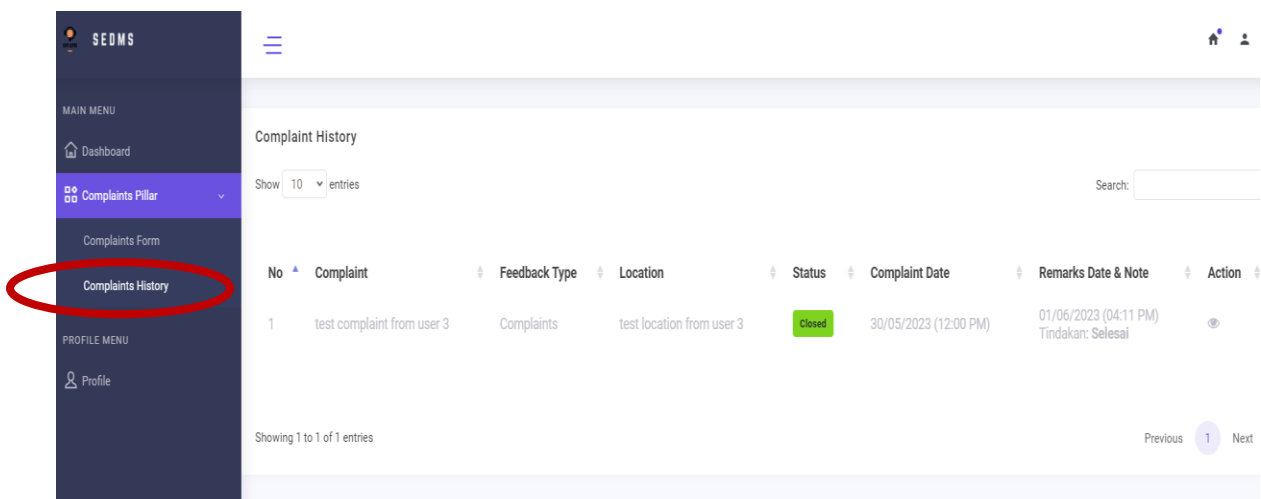 SEDMS
MAIN MENU
Dashboard
Complaints Pillar
Complaints Form
Complaints History
PROFILE MENU
Profile
Complaint History
Show 10 entries
Search:
No Complaint Feedback Type Location Status Complaint Date Remarks Date & Note Action
1 test complaint from user 3 Complaints test location from user 3 Closed 30/05/2023 (12:00 PM) 01/06/2023 (04:11 PM)
Tindakan: Selesai
Showing 1 to 1 of 1 entries
Previous 1 Next